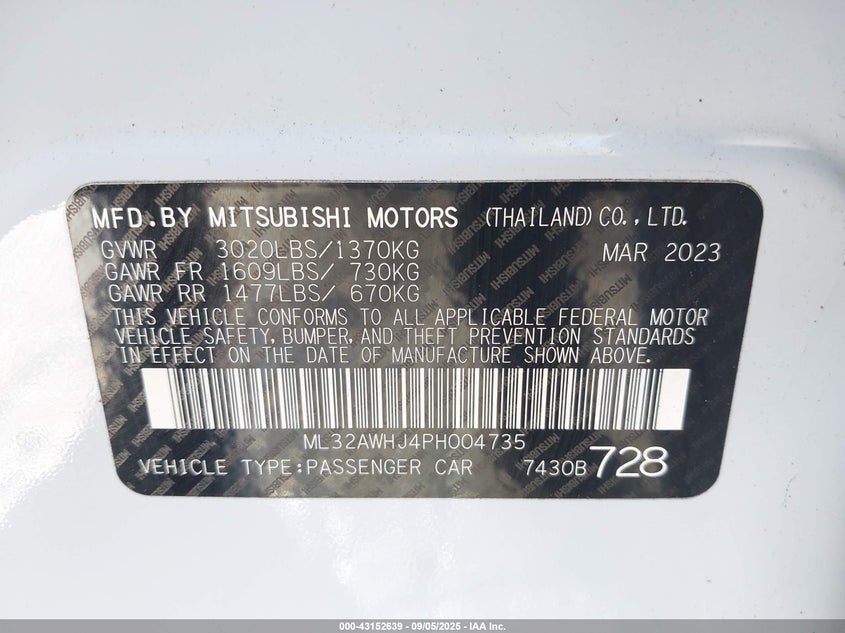 MFD.BY MITSUBISHI MOTORS (THAILAND) CO.,LTD.
GVWR 3020LBS/1370KG MAR 2023
GAWR FR 1609LBS/ 730KG
GAWR RR 1477LBS/ 670KG
THIS VEHICLE CONFORMS TO ALL APPLICABLE FEDERAL MOTOR
VEHICLE SAFETY, BUMPER, AND THEFT PREVENTION STANDARDS
IN EFFECT ON THE DATE OF MANUFACTURE SHOWN ABOVE.
ML32AWHJ4PH004735
VEHICLE TYPE:PASSENGER CAR 7430B 728
000-43152639 - 09/05/2025 - IAA Inc.